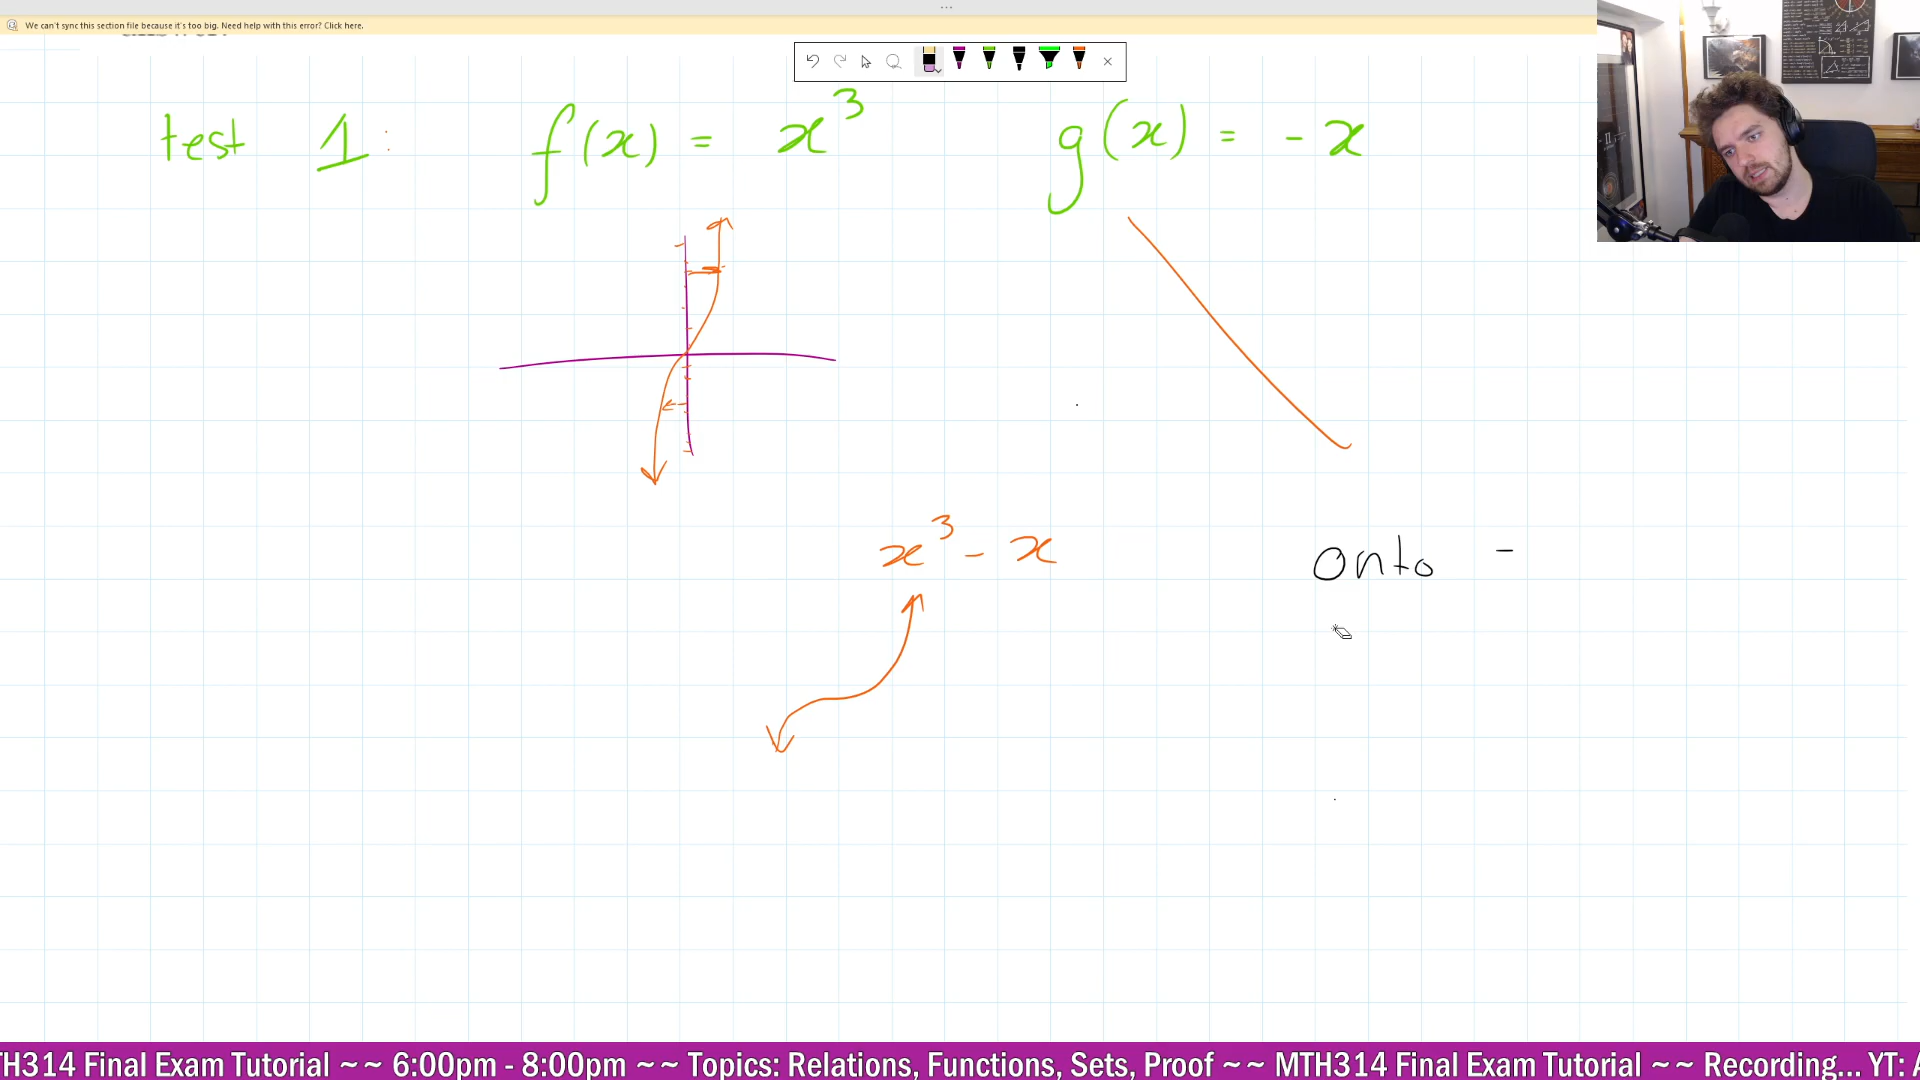 We can't sync this section file because it's too big. Need help with this error? Click here.
test 1: f(x) = x³ g(x) = -x
x³ - x
onto -
TH314 Final Exam Tutorial ~~ 6:00pm - 8:00pm ~~ Topics: Relations, Functions, Sets, Proof ~~ MTH314 Final Exam Tutorial ~~ Recording... YT: